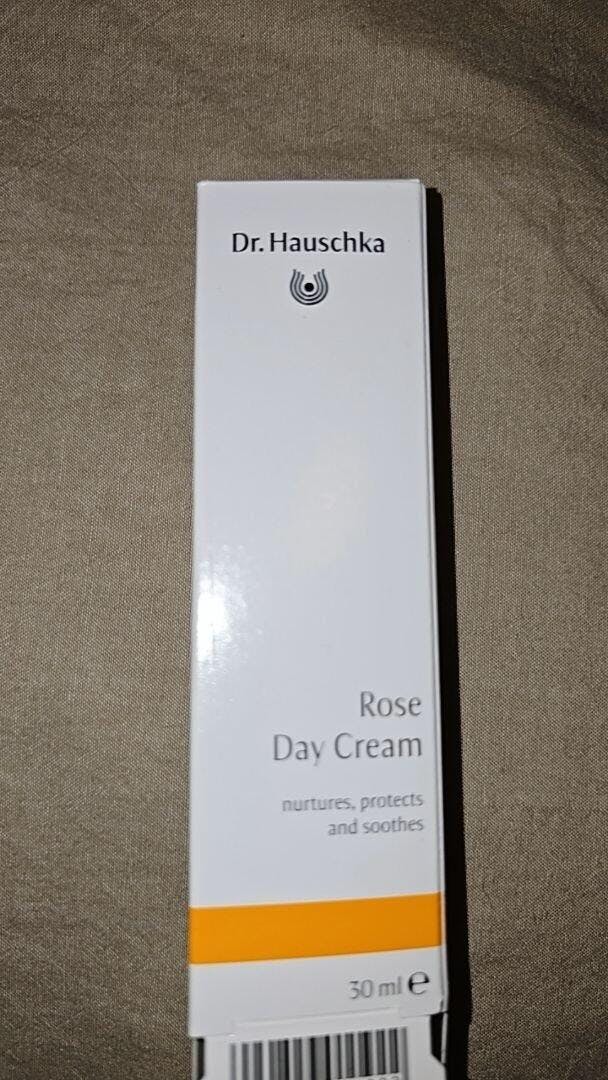 Dr. Hauschka
Rose
Day Cream
nurtures, protects
and soothes
30 ml ℮